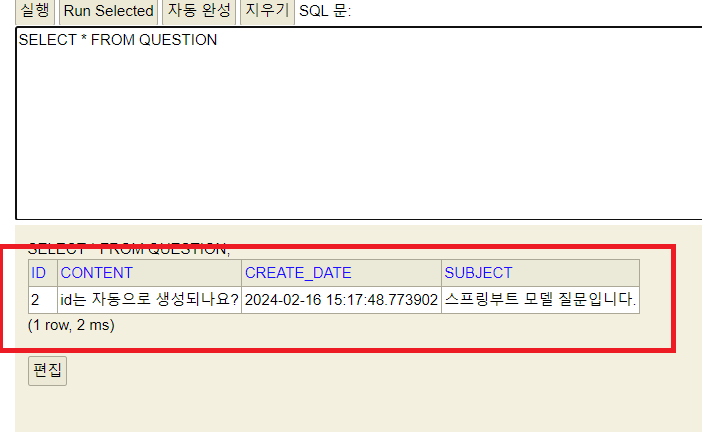 실행 Run Selected 자동 완성 지우기 SQL 문:
SELECT * FROM QUESTION
SELECT * FROM QUESTION;
ID CONTENT CREATE_DATE SUBJECT
2 id는 자동으로 생성되나요? 2024-02-16 15:17:48.773902 스프링부트 모델 질문입니다.
(1 row, 2 ms)
편집